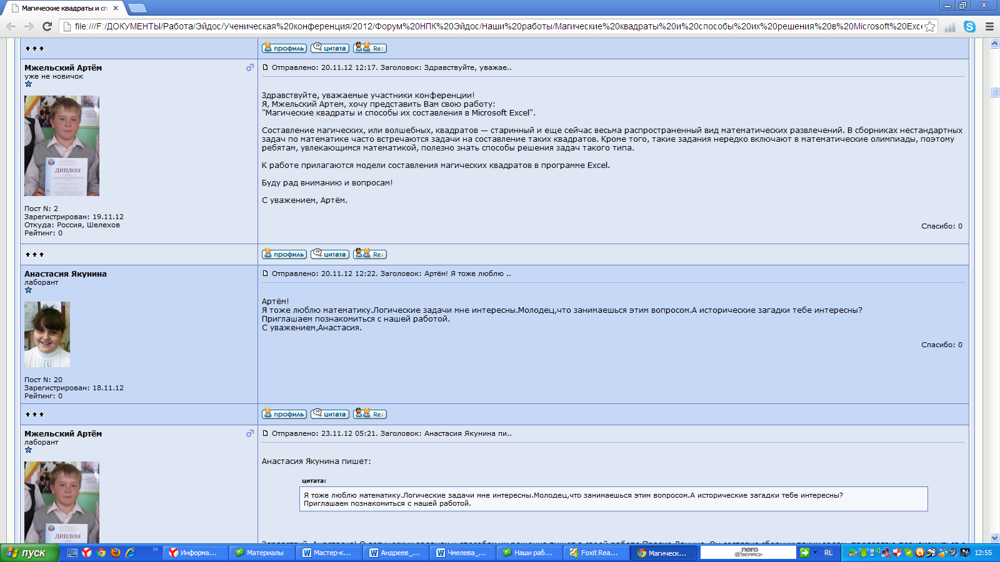 Магические квадраты и сп
file:///F:/ДОКУМЕНТЫ/Работа/Эйдос/Ученическая%20конференция/2012/Форум%20НПК%20Эйдос/Наши%20работы/Магические%20квадраты%20и%20способы%20их%20решения%20в%20Microsoft%20Exce
профиль цитата Re:
Мжельский Артём
уже не новичок
Отправлено: 20.11.12 12:17. Заголовок: Здравствуйте, уважае..
Здравствуйте, уважаемые участники конференции!
Я, Мжельский Артем, хочу представить Вам свою работу:
"Магические квадраты и способы их составления в Microsoft Excel".
Составление магических, или волшебных, квадратов — старинный и еще сейчас весьма распространенный вид математических развлечений. В сборниках нестандартных
задач по математике часто встречаются задачи на составление таких квадратов. Кроме того, такие задания нередко включают в математические олимпиады, поэтому
ребятам, увлекающимся математикой, полезно знать способы решения задач такого типа.
К работе прилагаются модели составления магических квадратов в программе Excel.
Буду рад вниманию и вопросам!
С уважением, Артём.
ДИПЛОМ
Пост N: 2
Зарегистрирован: 19.11.12
Откуда: Россия, Шелехов
Рейтинг: 0
Спасибо: 0
профиль цитата Re:
Анастасия Якунина
лаборант
Отправлено: 20.11.12 12:22. Заголовок: Артём! Я тоже люблю ..
Артём!
Я тоже люблю математику.Логические задачи мне интересны.Молодец,что занимаешься этим вопросом.А исторические загадки тебе интересны?
Приглашаем познакомиться с нашей работой.
С уважением,Анастасия.
Спасибо: 0
Пост N: 20
Зарегистрирован: 18.11.12
Рейтинг: 0
профиль цитата Re:
Мжельский Артём
лаборант
Отправлено: 23.11.12 05:21. Заголовок: Анастасия Якунина пи..
Анастасия Якунина пишет:
цитата:
Я тоже люблю математику.Логические задачи мне интересны.Молодец,что занимаешься этим вопросом.А исторические загадки тебе интересны?
Приглашаем познакомиться с нашей работой.
ДИПЛОМ
пуск
Информа...
Материалы
Мастер-к...
Андреев_...
Чмелева_...
Наши раб...
Foxit Rea...
Магическ...
nero
SEARCH
RU
12:55